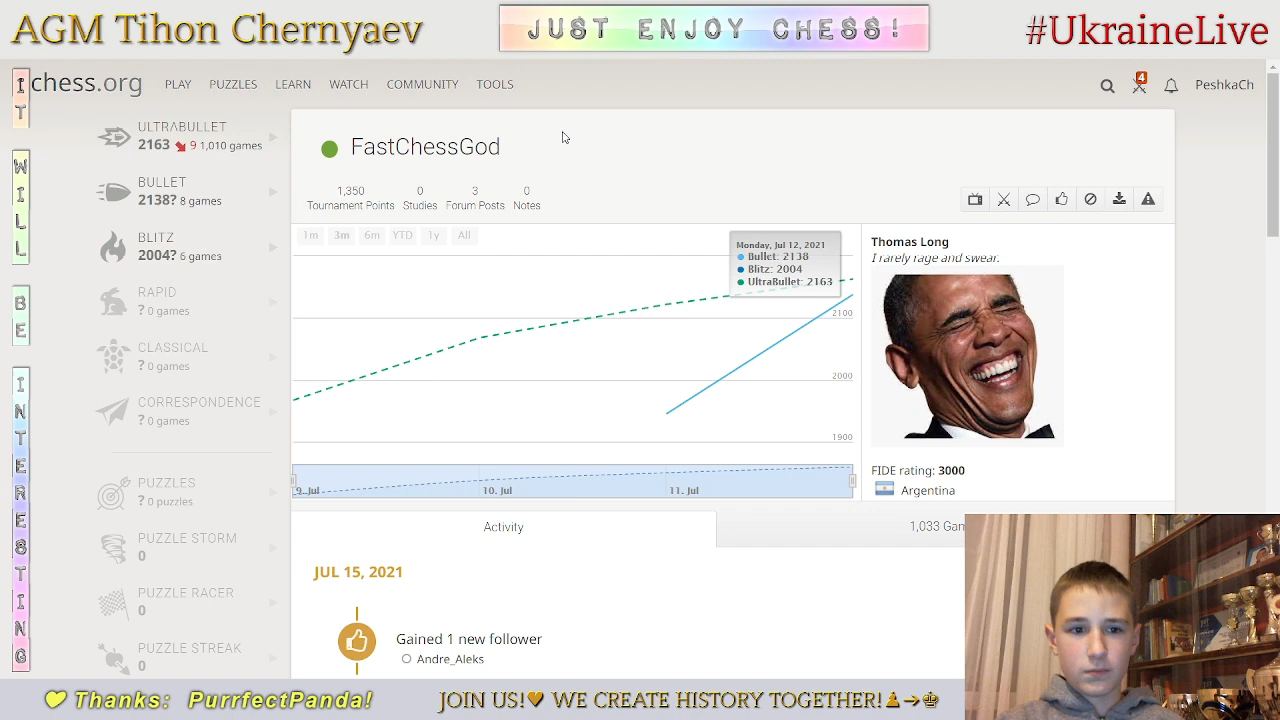 AGM Tihon Chernyaev
JUST ENJOY CHESS!
#UkraineLive
IT WILL BE INTERESTING
chess.org
PLAY PUZZLES LEARN WATCH COMMUNITY TOOLS
4
PeshkaCh
ULTRABULLET
2163 9 1,010 games
BULLET
2138? 8 games
BLITZ
2004? 6 games
RAPID
? 0 games
CLASSICAL
? 0 games
CORRESPONDENCE
? 0 games
PUZZLES
? 0 puzzles
PUZZLE STORM
0
PUZZLE RACER
0
PUZZLE STREAK
0
FastChessGod
1,350 0 3 0
Tournament Points Studies Forum Posts Notes
1m 3m 6m YTD 1y All
Monday, Jul 12, 2021
Bullet: 2138
Blitz: 2004
UltraBullet: 2163
2100
2000
1900
9. Jul 10. Jul 11. Jul
Thomas Long
I rarely rage and swear.
FIDE rating: 3000
Argentina
Activity
1,033 Gam
JUL 15, 2021
Gained 1 new follower
Andre_Aleks
Thanks: PurrfectPanda!
JOIN US!🧡 WE CREATE HISTORY TOGETHER!♟➔♚